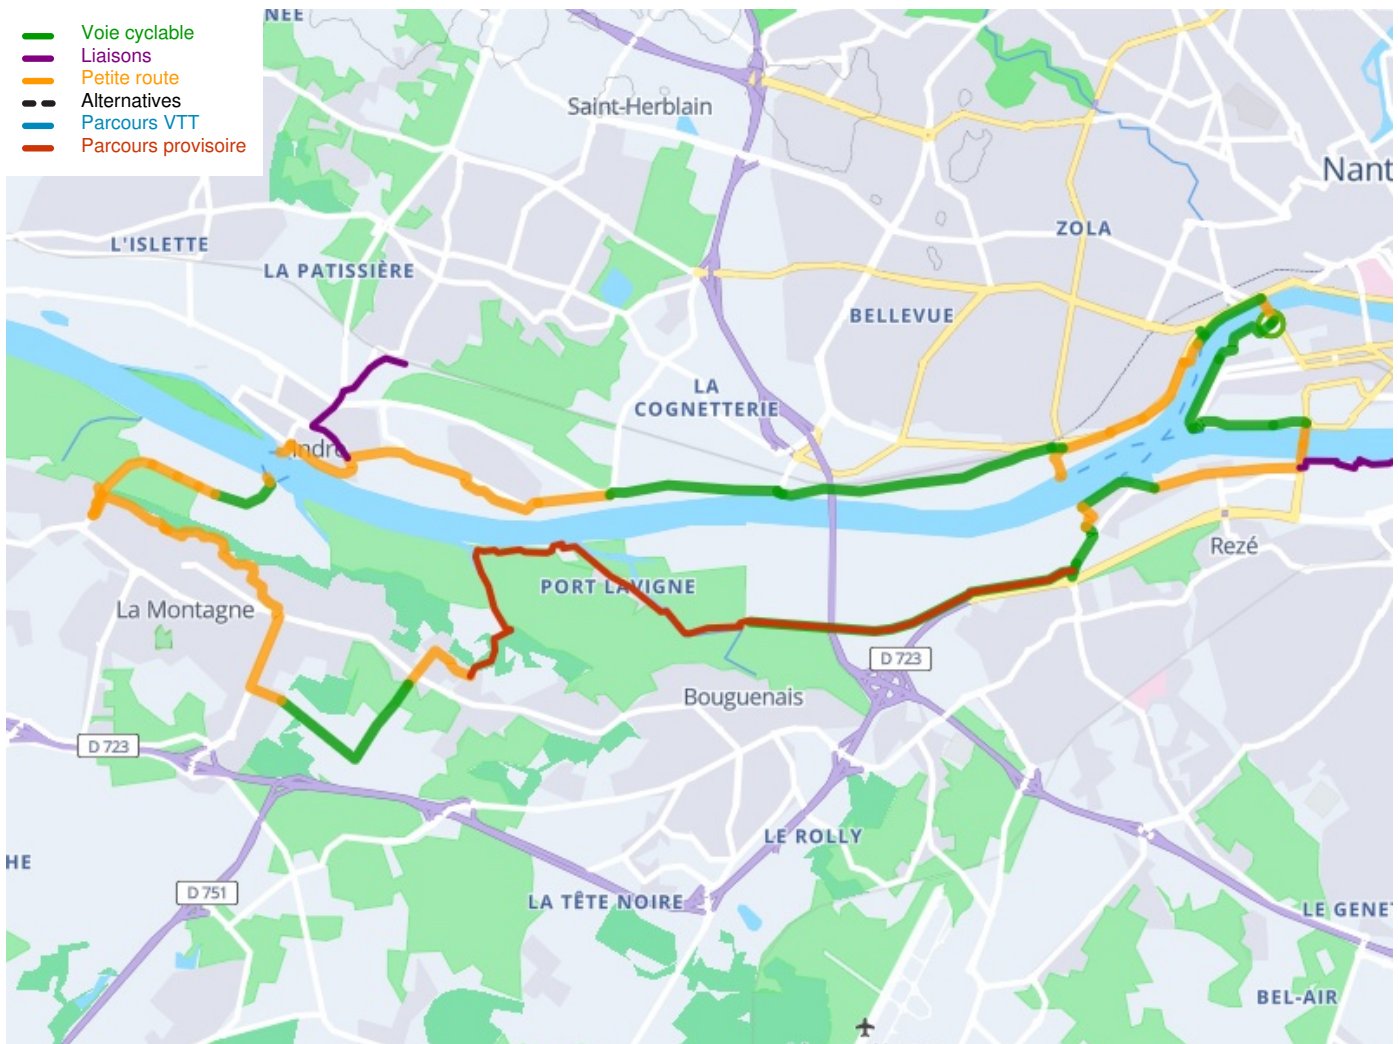 NÉE
Voie cyclable
Liaisons
Petite route
Alternatives
Parcours VTT
Parcours provisoire
Saint-Herblain
Nant
ZOLA
L'ISLETTE
LA PATISSIÈRE
BELLEVUE
LA
COGNETTERIE
Indre
Rezé
PORT LAVIGNE
La Montagne
D 723
Bouguenais
D 723
LE ROLLY
HE
D 751
LA TÊTE NOIRE
LE GENET
BEL-AIR